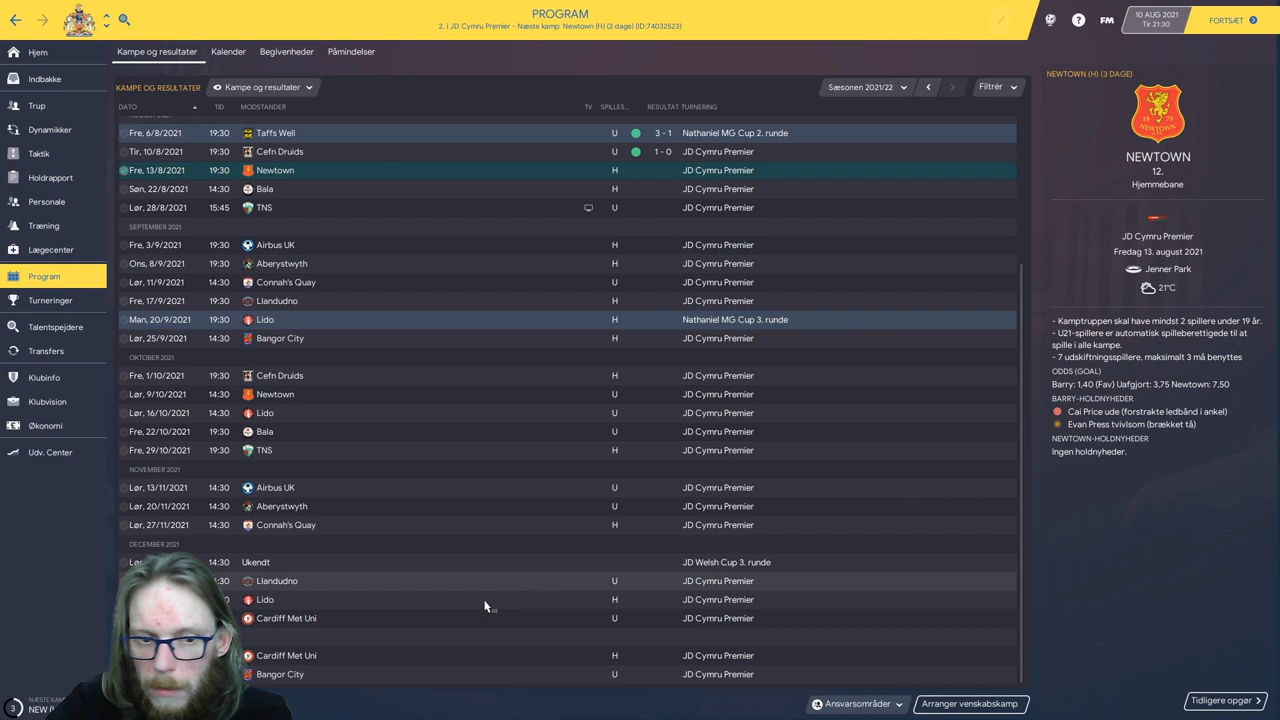 PROGRAM
2. i JD Cymru Premier - Næste kamp: Newtown (H) (3 dage) (ID:74032523)
FM
10 AUG 2021
Tir 21:30
FORTSÆT
Hjem
Indbakke
Trup
Dynamikker
Taktik
Holdrapport
Personale
Træning
Lægecenter
Program
Turneringer
Talentspejdere
Transfers
Klubinfo
Klubvision
Økonomi
Udv. Center
3
NÆSTE
NEW
Kampe og resultater Kalender Begivenheder Påmindelser
KAMPE OG RESULTATER Kampe og resultater
Sæsonen 2021/22 Filtrér
DATO TID MODSTANDER TV SPILLES... RESULTAT TURNERING
Fre, 6/8/2021 19:30 Taffs Well U 3 - 1 Nathaniel MG Cup 2. runde
Tir, 10/8/2021 19:30 Cefn Druids U 1 - 0 JD Cymru Premier
Fre, 13/8/2021 19:30 Newtown H JD Cymru Premier
Søn, 22/8/2021 14:30 Bala H JD Cymru Premier
Lør, 28/8/2021 15:45 TNS U JD Cymru Premier
SEPTEMBER 2021
Fre, 3/9/2021 19:30 Airbus UK H JD Cymru Premier
Ons, 8/9/2021 19:30 Aberystwyth H JD Cymru Premier
Lør, 11/9/2021 14:30 Connah's Quay U JD Cymru Premier
Fre, 17/9/2021 19:30 Llandudno H JD Cymru Premier
Man, 20/9/2021 19:30 Lido H Nathaniel MG Cup 3. runde
Lør, 25/9/2021 14:30 Bangor City H JD Cymru Premier
OKTOBER 2021
Fre, 1/10/2021 19:30 Cefn Druids H JD Cymru Premier
Lør, 9/10/2021 14:30 Newtown U JD Cymru Premier
Lør, 16/10/2021 14:30 Lido U JD Cymru Premier
Fre, 22/10/2021 19:30 Bala U JD Cymru Premier
Fre, 29/10/2021 19:30 TNS H JD Cymru Premier
NOVEMBER 2021
Lør, 13/11/2021 14:30 Airbus UK U JD Cymru Premier
Lør, 20/11/2021 14:30 Aberystwyth U JD Cymru Premier
Lør, 27/11/2021 14:30 Connah's Quay H JD Cymru Premier
DECEMBER 2021
14:30 Ukendt JD Welsh Cup 3. runde
Llandudno U JD Cymru Premier
Lido H JD Cymru Premier
Cardiff Met Uni U JD Cymru Premier
Cardiff Met Uni H JD Cymru Premier
Bangor City U JD Cymru Premier
Ansvarsområder
Arranger venskabskamp
NEWTOWN (H) (3 DAGE)
1875
NEWTOWN
NEWTOWN
12.
Hjemmebane
JD Cymru Premier
Fredag 13. august 2021
Jenner Park
21°C
- Kamptruppen skal have mindst 2 spillere under 19 år.
- U21-spillere er automatisk spilleberettigede til at
spille i alle kampe.
- 7 udskiftningsspillere, maksimalt 3 må benyttes
ODDS (GOAL)
Barry: 1,40 (Fav) Uafgjort: 3,75 Newtown: 7,50
BARRY-HOLDNYHEDER
Cai Price ude (forstrakte ledbånd i ankel)
Evan Press tvivlsom (brækket tå)
NEWTOWN-HOLDNYHEDER
Ingen holdnyheder.
Tidligere opgør